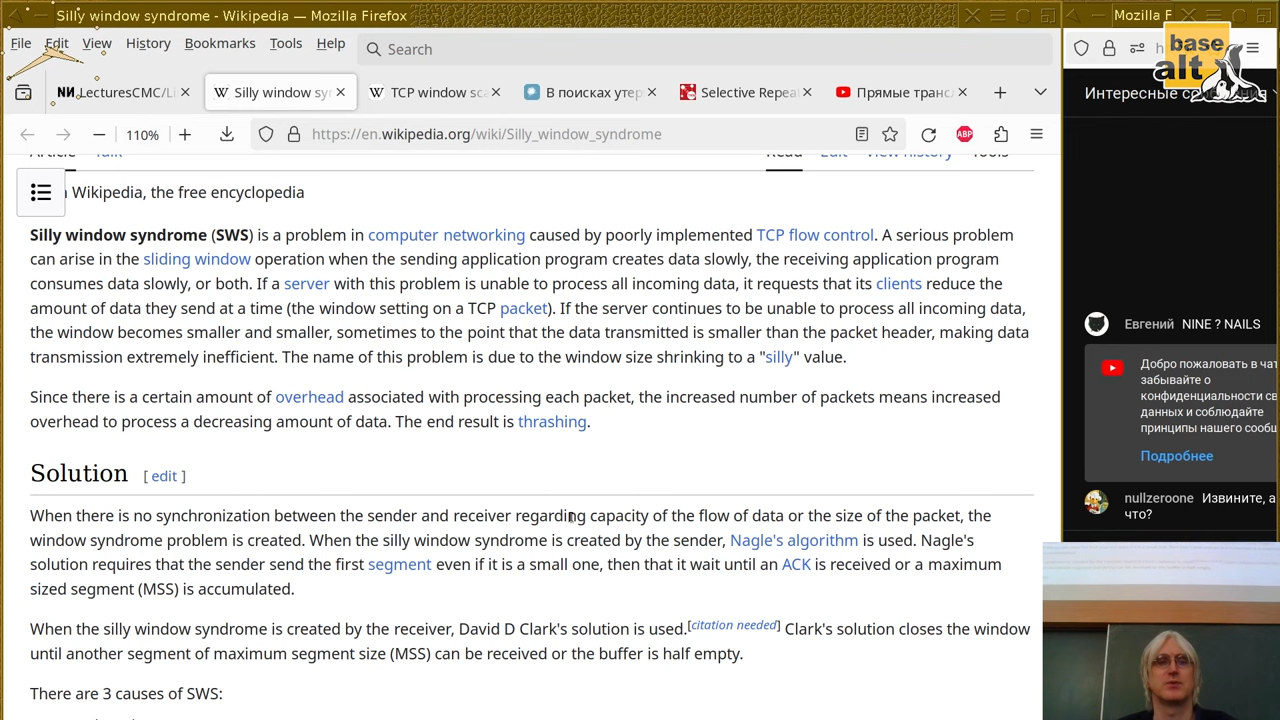 Silly window syndrome - Wikipedia — Mozilla Firefox
Mozilla F
File Edit View History Bookmarks Tools Help
Search
base
alt
LecturesCMC/Li
Silly window syn
TCP window sca
В поисках утер
Selective Repea
Прямые транс
110%
https://en.wikipedia.org/wiki/Silly_window_syndrome
Интересные
Article Talk Read Edit View history Tools
Wikipedia, the free encyclopedia
Silly window syndrome (SWS) is a problem in computer networking caused by poorly implemented TCP flow control. A serious problem
can arise in the sliding window operation when the sending application program creates data slowly, the receiving application program
consumes data slowly, or both. If a server with this problem is unable to process all incoming data, it requests that its clients reduce the
amount of data they send at a time (the window setting on a TCP packet). If the server continues to be unable to process all incoming data,
the window becomes smaller and smaller, sometimes to the point that the data transmitted is smaller than the packet header, making data
transmission extremely inefficient. The name of this problem is due to the window size shrinking to a "silly" value.
Since there is a certain amount of overhead associated with processing each packet, the increased number of packets means increased
overhead to process a decreasing amount of data. The end result is thrashing.
Solution [ edit ]
When there is no synchronization between the sender and receiver regarding capacity of the flow of data or the size of the packet, the
window syndrome problem is created. When the silly window syndrome is created by the sender, Nagle's algorithm is used. Nagle's
solution requires that the sender send the first segment even if it is a small one, then that it wait until an ACK is received or a maximum
sized segment (MSS) is accumulated.
When the silly window syndrome is created by the receiver, David D Clark's solution is used.[citation needed] Clark's solution closes the window
until another segment of maximum segment size (MSS) can be received or the buffer is half empty.
There are 3 causes of SWS:
Евгений NINE ? NAILS
Добро пожаловать в чат
забывайте о
конфиденциальности св
данных и соблюдайте
принципы нашего сообщ
Подробнее
nullzeroone Извините, а
что?